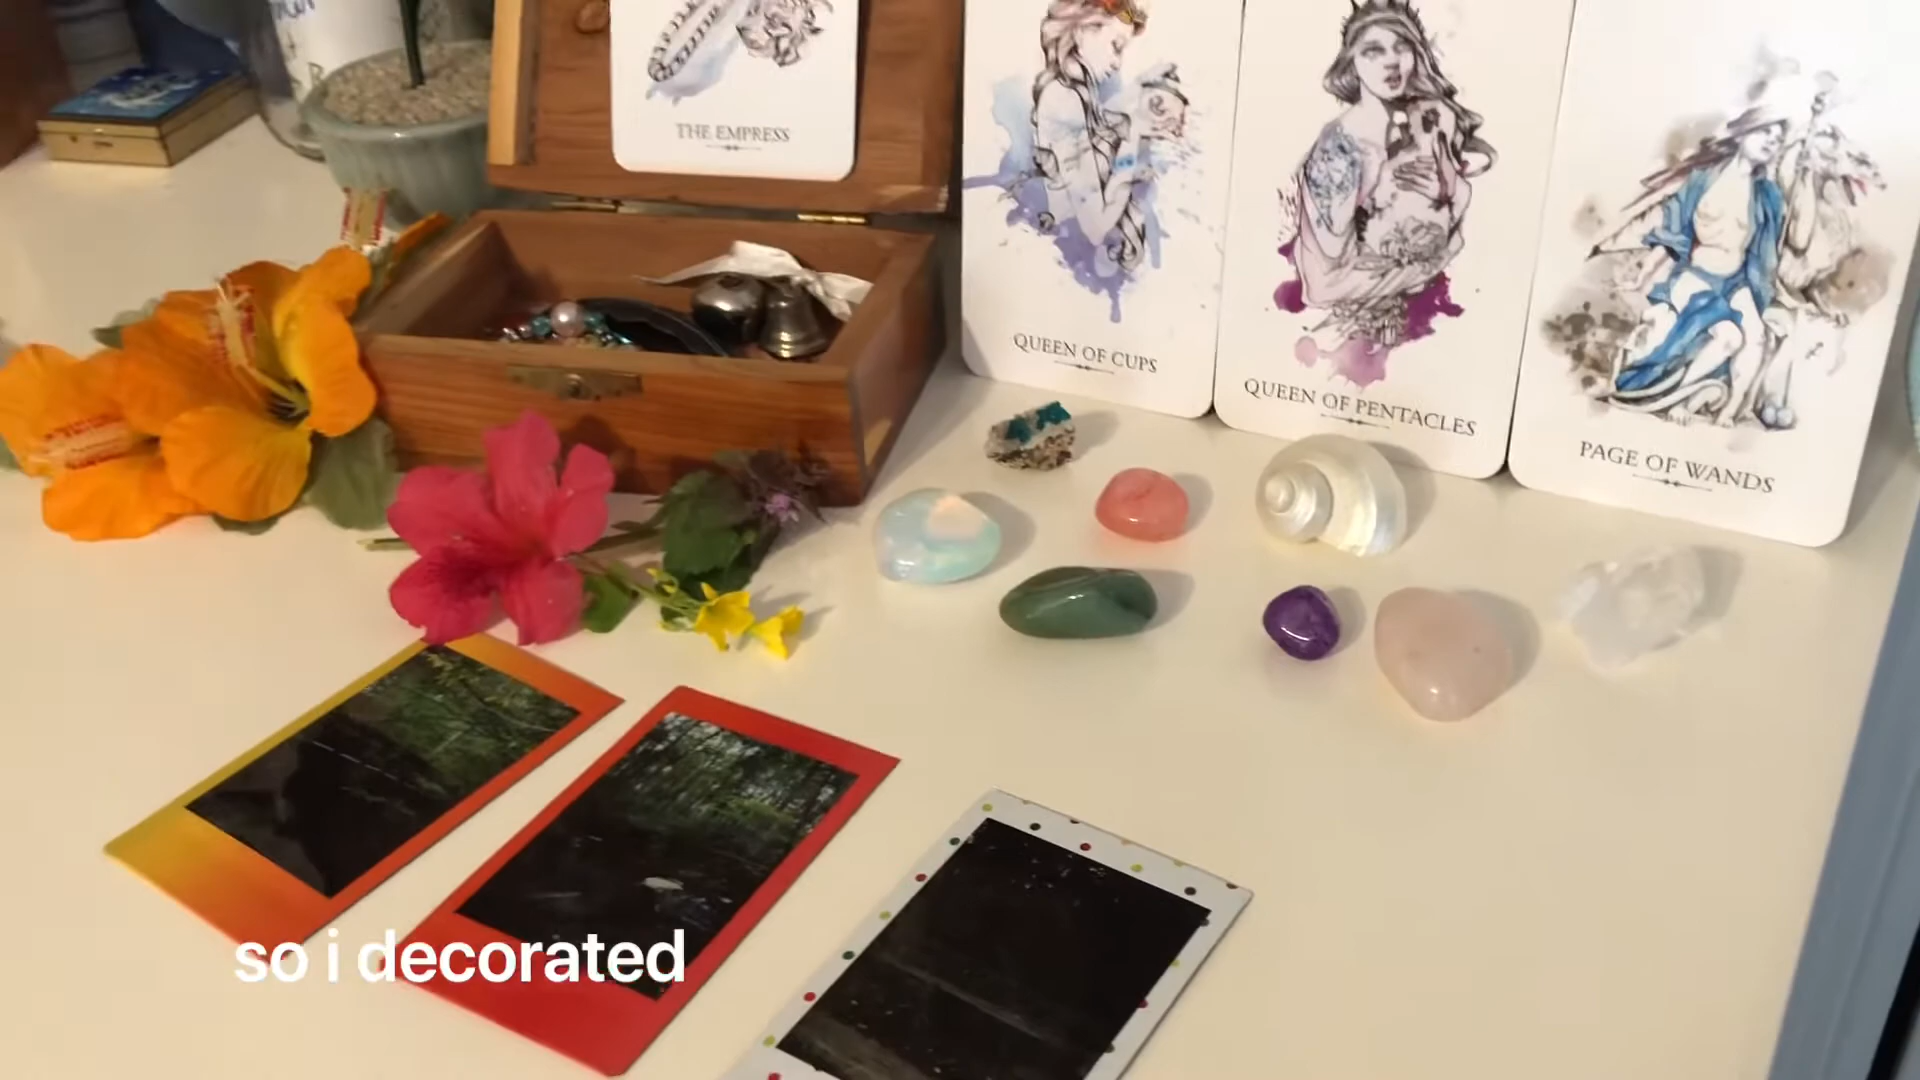 THE EMPRESS
QUEEN OF CUPS
QUEEN OF PENTACLES
PAGE OF WANDS
so i decorated